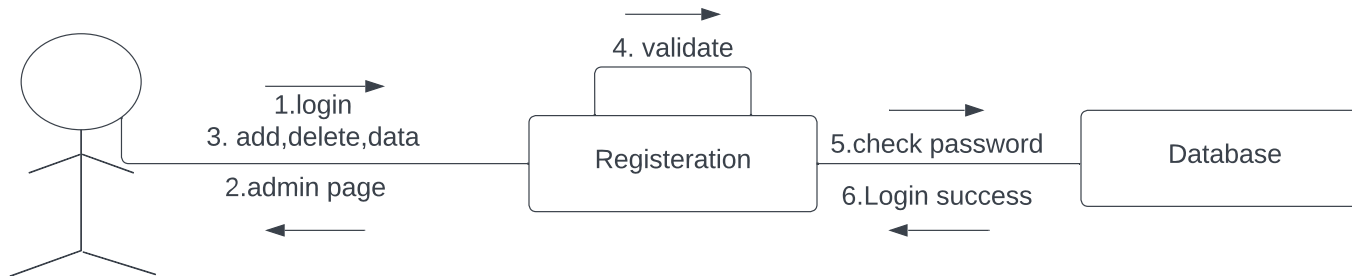 4. validate
1.login
3. add,delete,data
2.admin page
Registeration
5.check password
6.Login success
Database